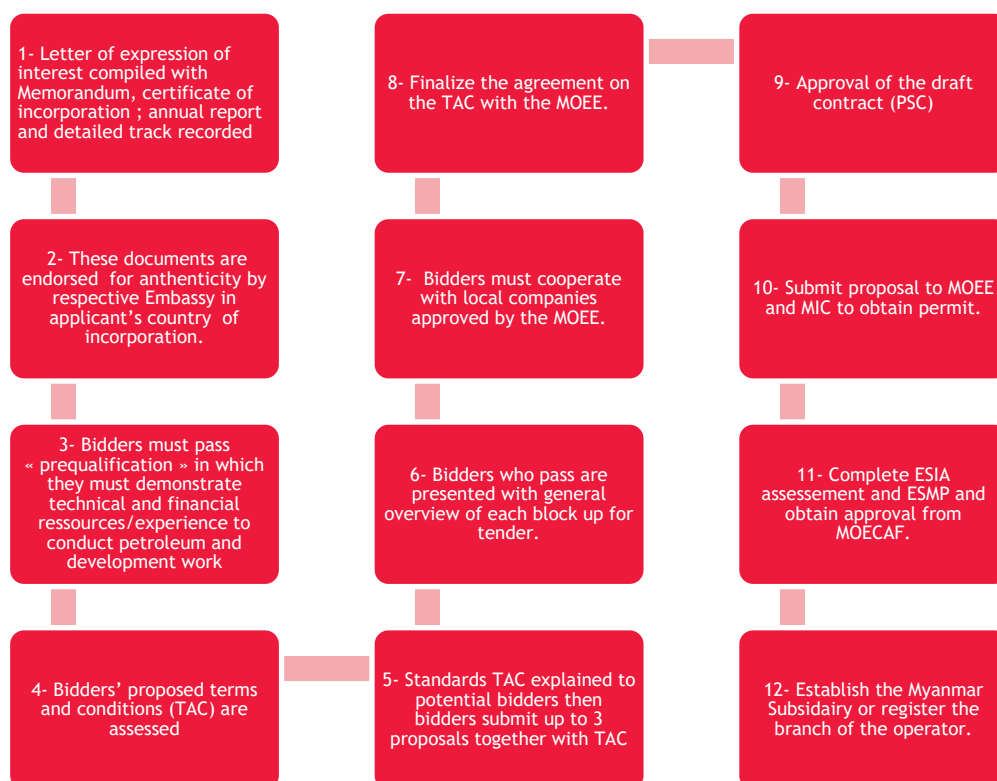 1- Letter of expression of
interest compiled with
Memorandum, certificate of
incorporation ; annual report
and detailed track recorded
2- These documents are
endorsed for anthenticity by
respective Embassy in
applicant's country of
incorporation.
3- Bidders must pass
« prequalification » in which
they must demonstrate
technical and financial
ressources/experience to
conduct petroleum and
development work
4- Bidders' proposed terms
and conditions (TAC) are
assessed
5- Standards TAC explained to
potential bidders then
bidders submit up to 3
proposals together with TAC
6- Bidders who pass are
presented with general
overview of each block up for
tender.
7- Bidders must cooperate
with local companies
approved by the MOEE.
8- Finalize the agreement on
the TAC with the MOEE.
9- Approval of the draft
contract (PSC)
10- Submit proposal to MOEE
and MIC to obtain permit.
11- Complete ESIA
assessement and ESMP and
obtain approval from
MOECAF.
12- Establish the Myanmar
Subsidairy or register the
branch of the operator.